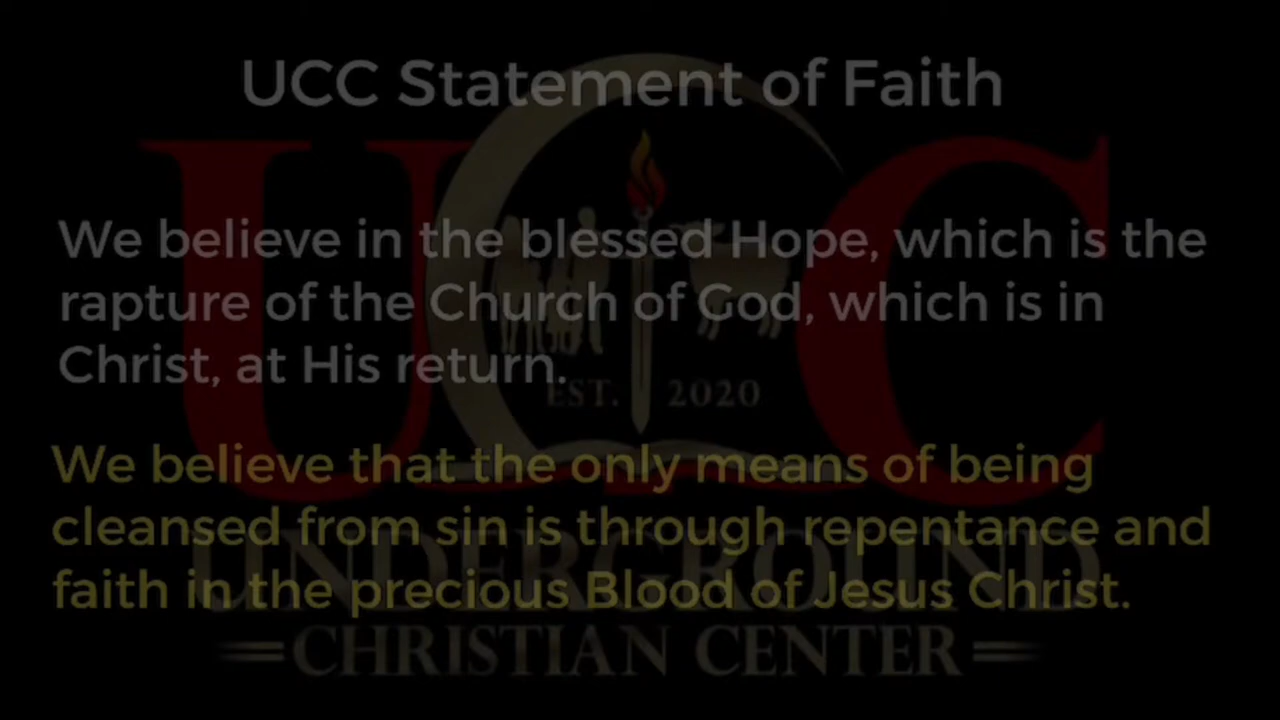 UCC Statement of Faith
We believe in the blessed Hope, which is the
rapture of the Church of God, which is in
Christ, at His return.
We believe that the only means of being
cleansed from sin is through repentance and
faith in the precious Blood of Jesus Christ.
UCC
EST. 2020
UNDERGROUND
CHRISTIAN CENTER